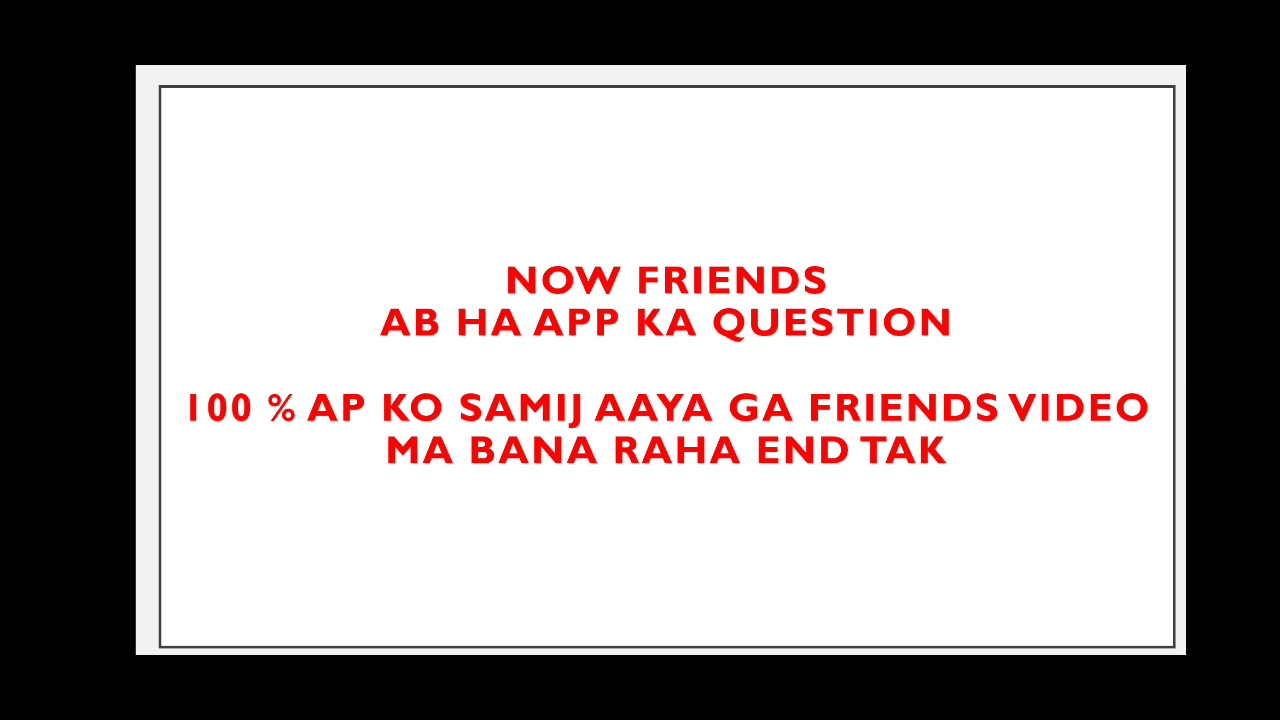 NOW FRIENDS
AB HA APP KA QUESTION
100 % AP KO SAMIJ AAYA GA FRIENDS VIDEO
MA BANA RAHA END TAK